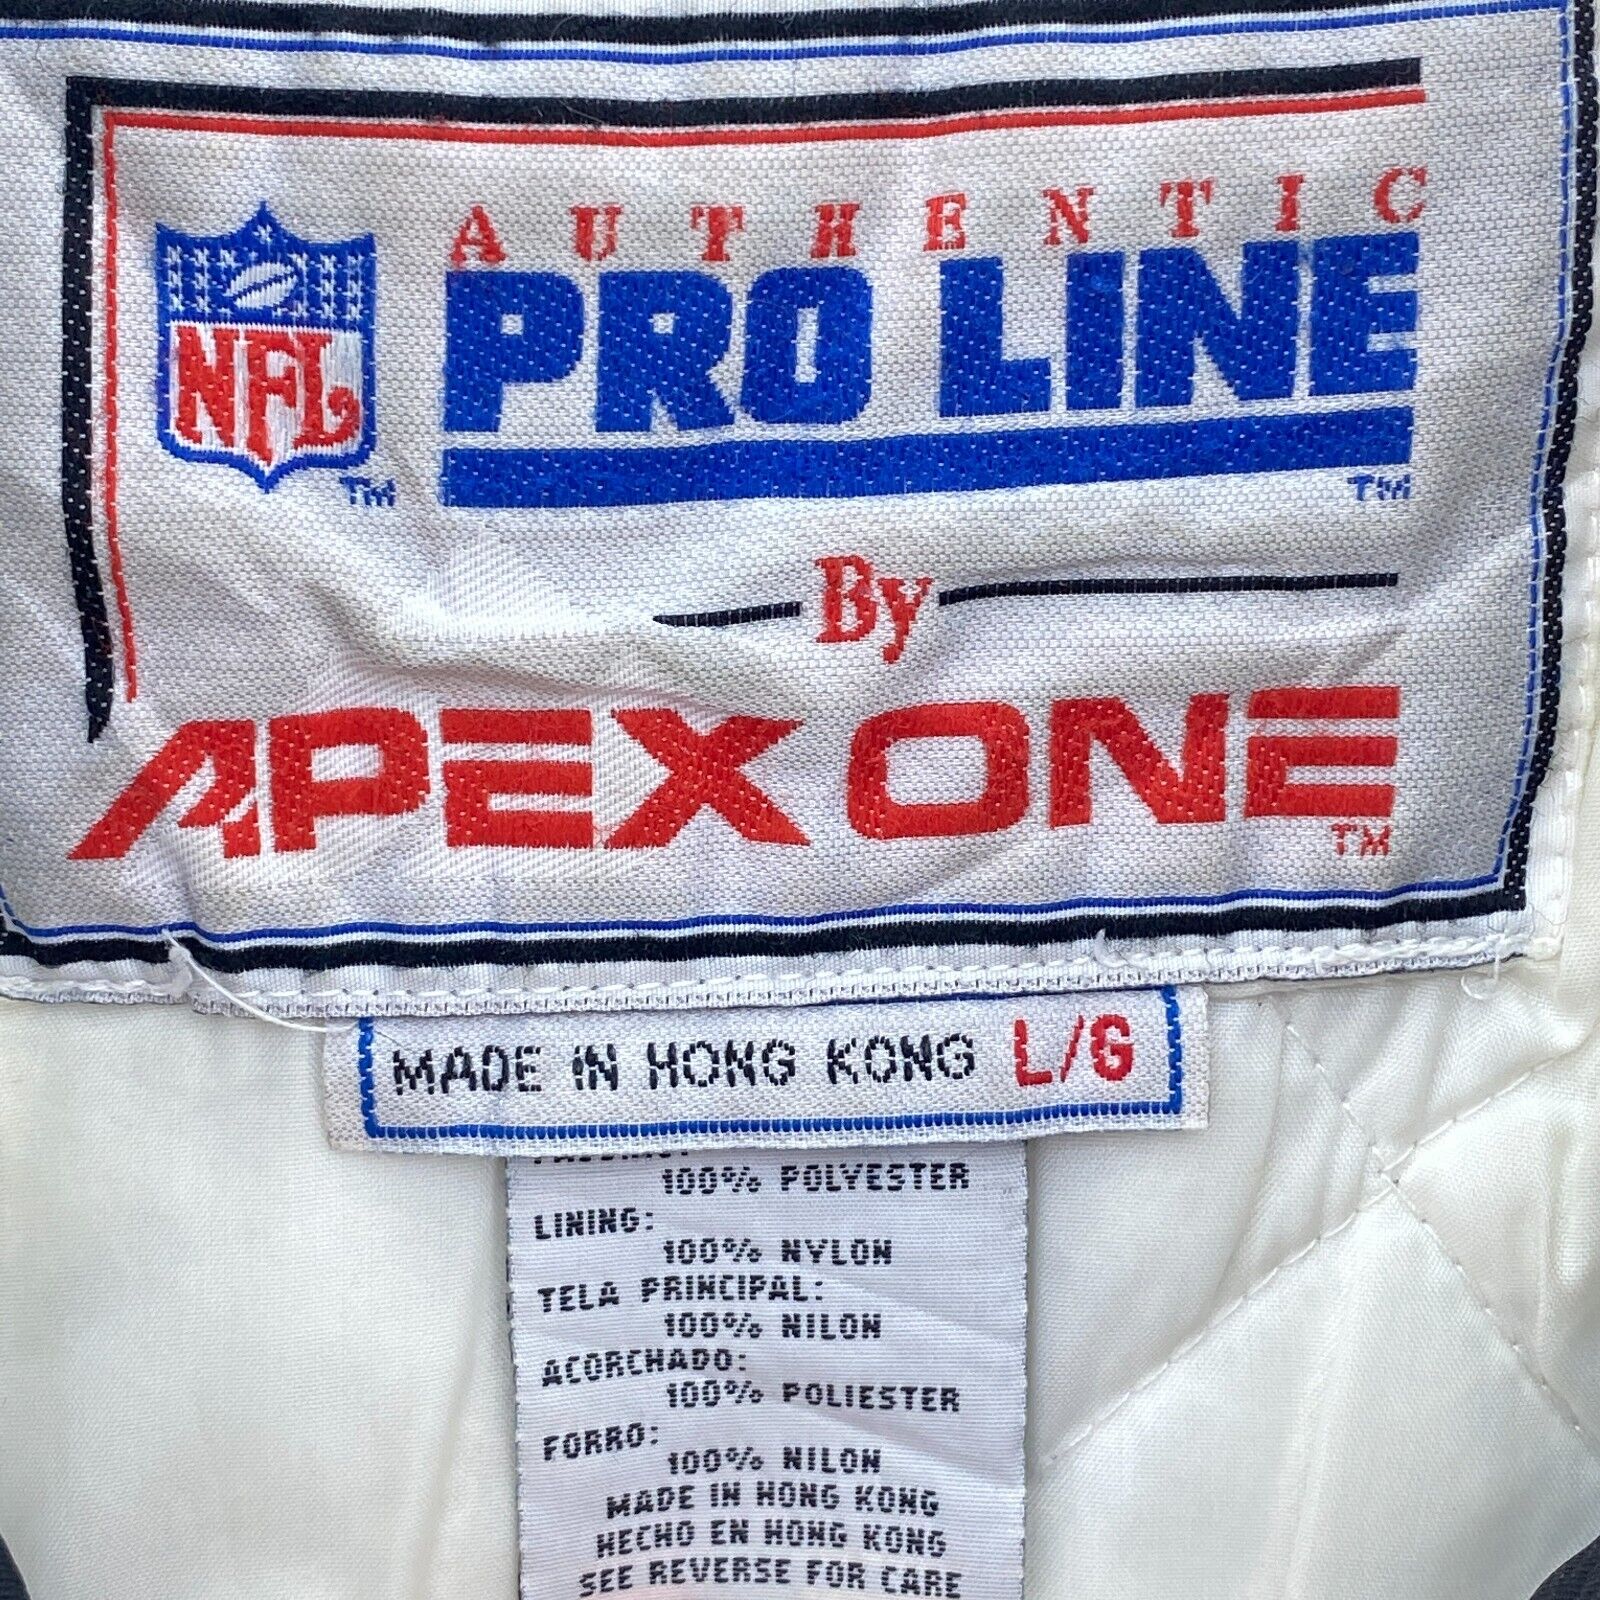 AUTHENTIC
PRO LINE
NFL
TM
TM
By
APEX ONE
TM
MADE IN HONG KONG L/G
100% POLYESTER
LINING:
100% NYLON
TELA PRINCIPAL:
100% NILON
ACORCHADO:
100% POLIESTER
FORRO:
100% NILON
MADE IN HONG KONG
HECHO EN HONG KONG
SEE REVERSE FOR CARE